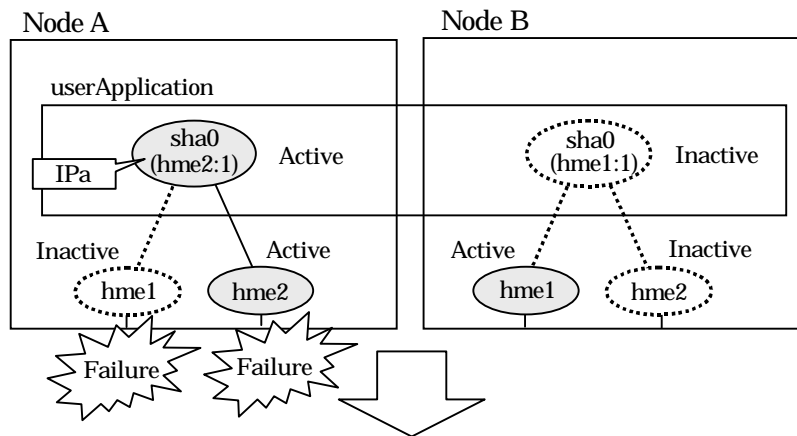 Node A
Node B
userApplication
sha0
(hme2:1)
Active
IPa
sha0
(hme1:1)
Inactive
Inactive
Active
Active
Inactive
hme1
hme2
hme1
hme2
Failure
Failure